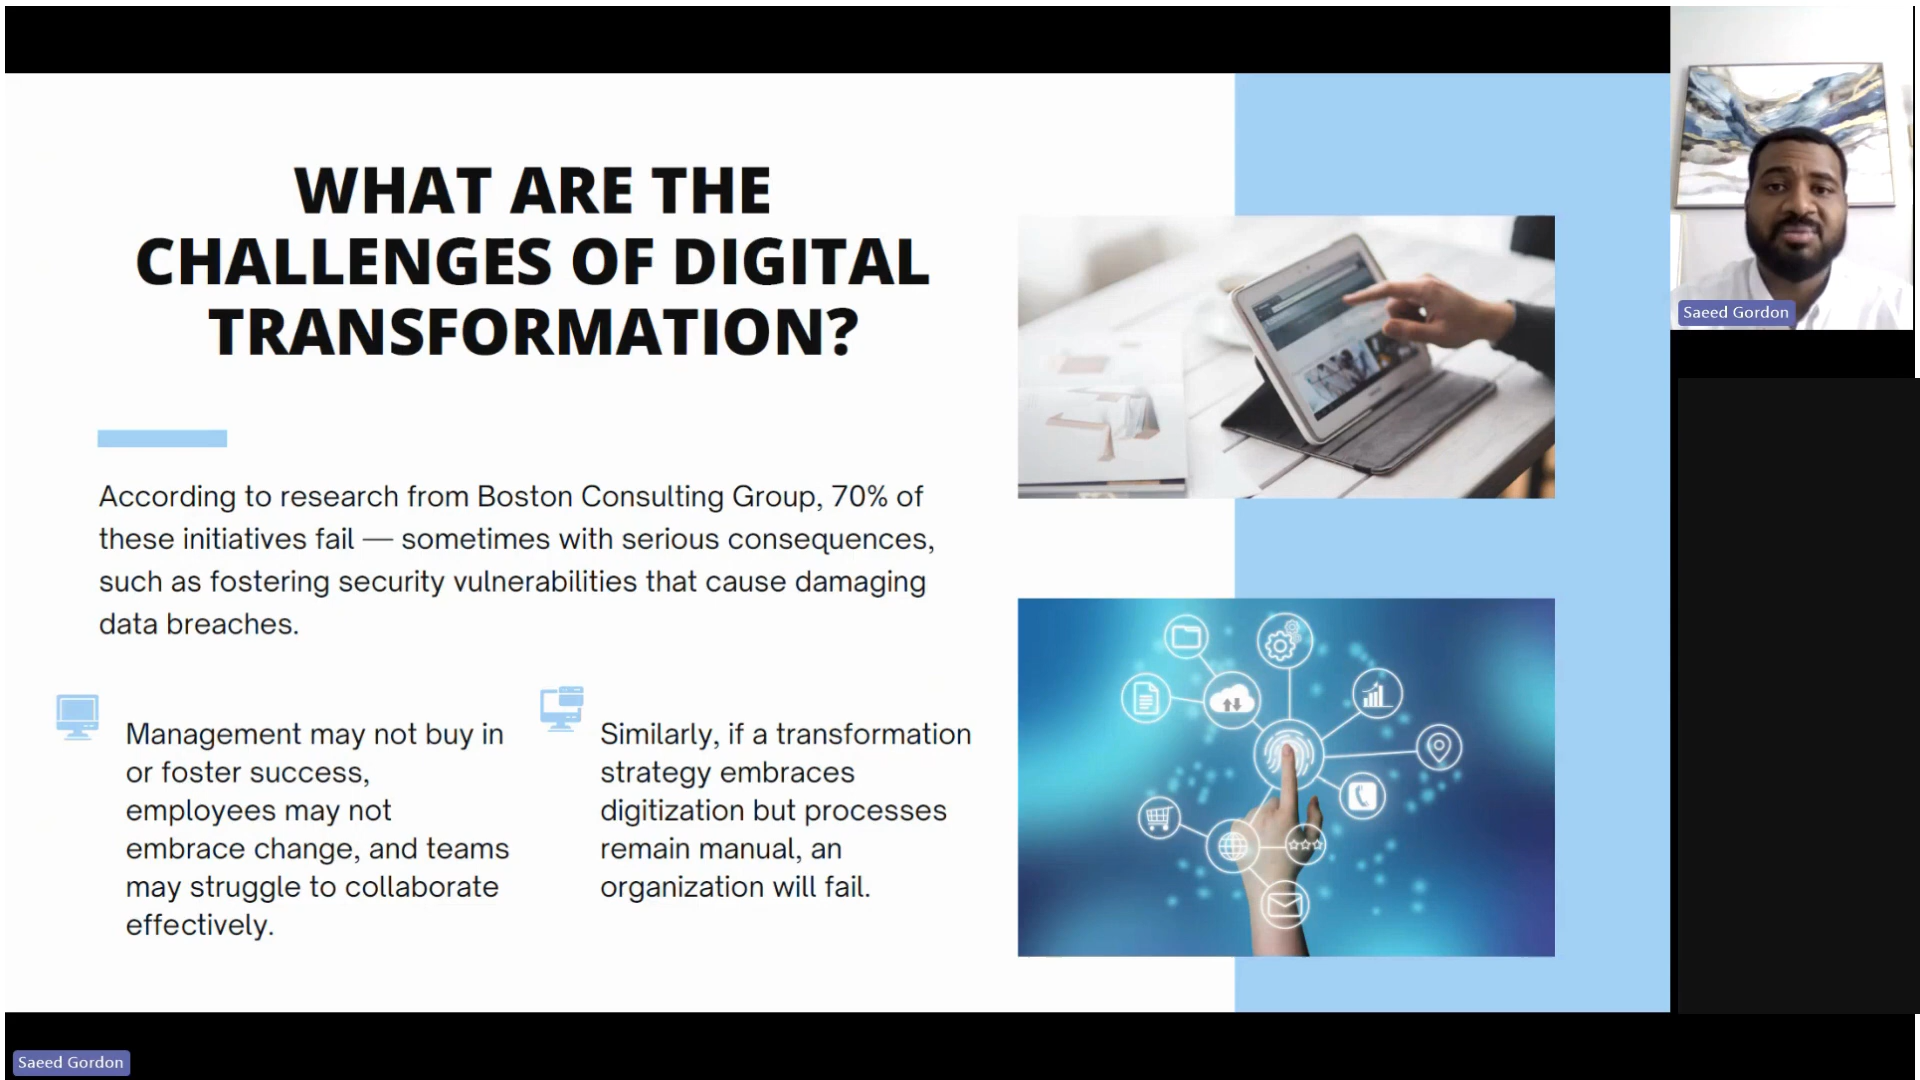 WHAT ARE THE
CHALLENGES OF DIGITAL
TRANSFORMATION?
According to research from Boston Consulting Group, 70% of
these initiatives fail — sometimes with serious consequences,
such as fostering security vulnerabilities that cause damaging
data breaches.
Management may not buy in
or foster success,
employees may not
embrace change, and teams
may struggle to collaborate
effectively.
Similarly, if a transformation
strategy embraces
digitization but processes
remain manual, an
organization will fail.
Saeed Gordon
Saeed Gordon